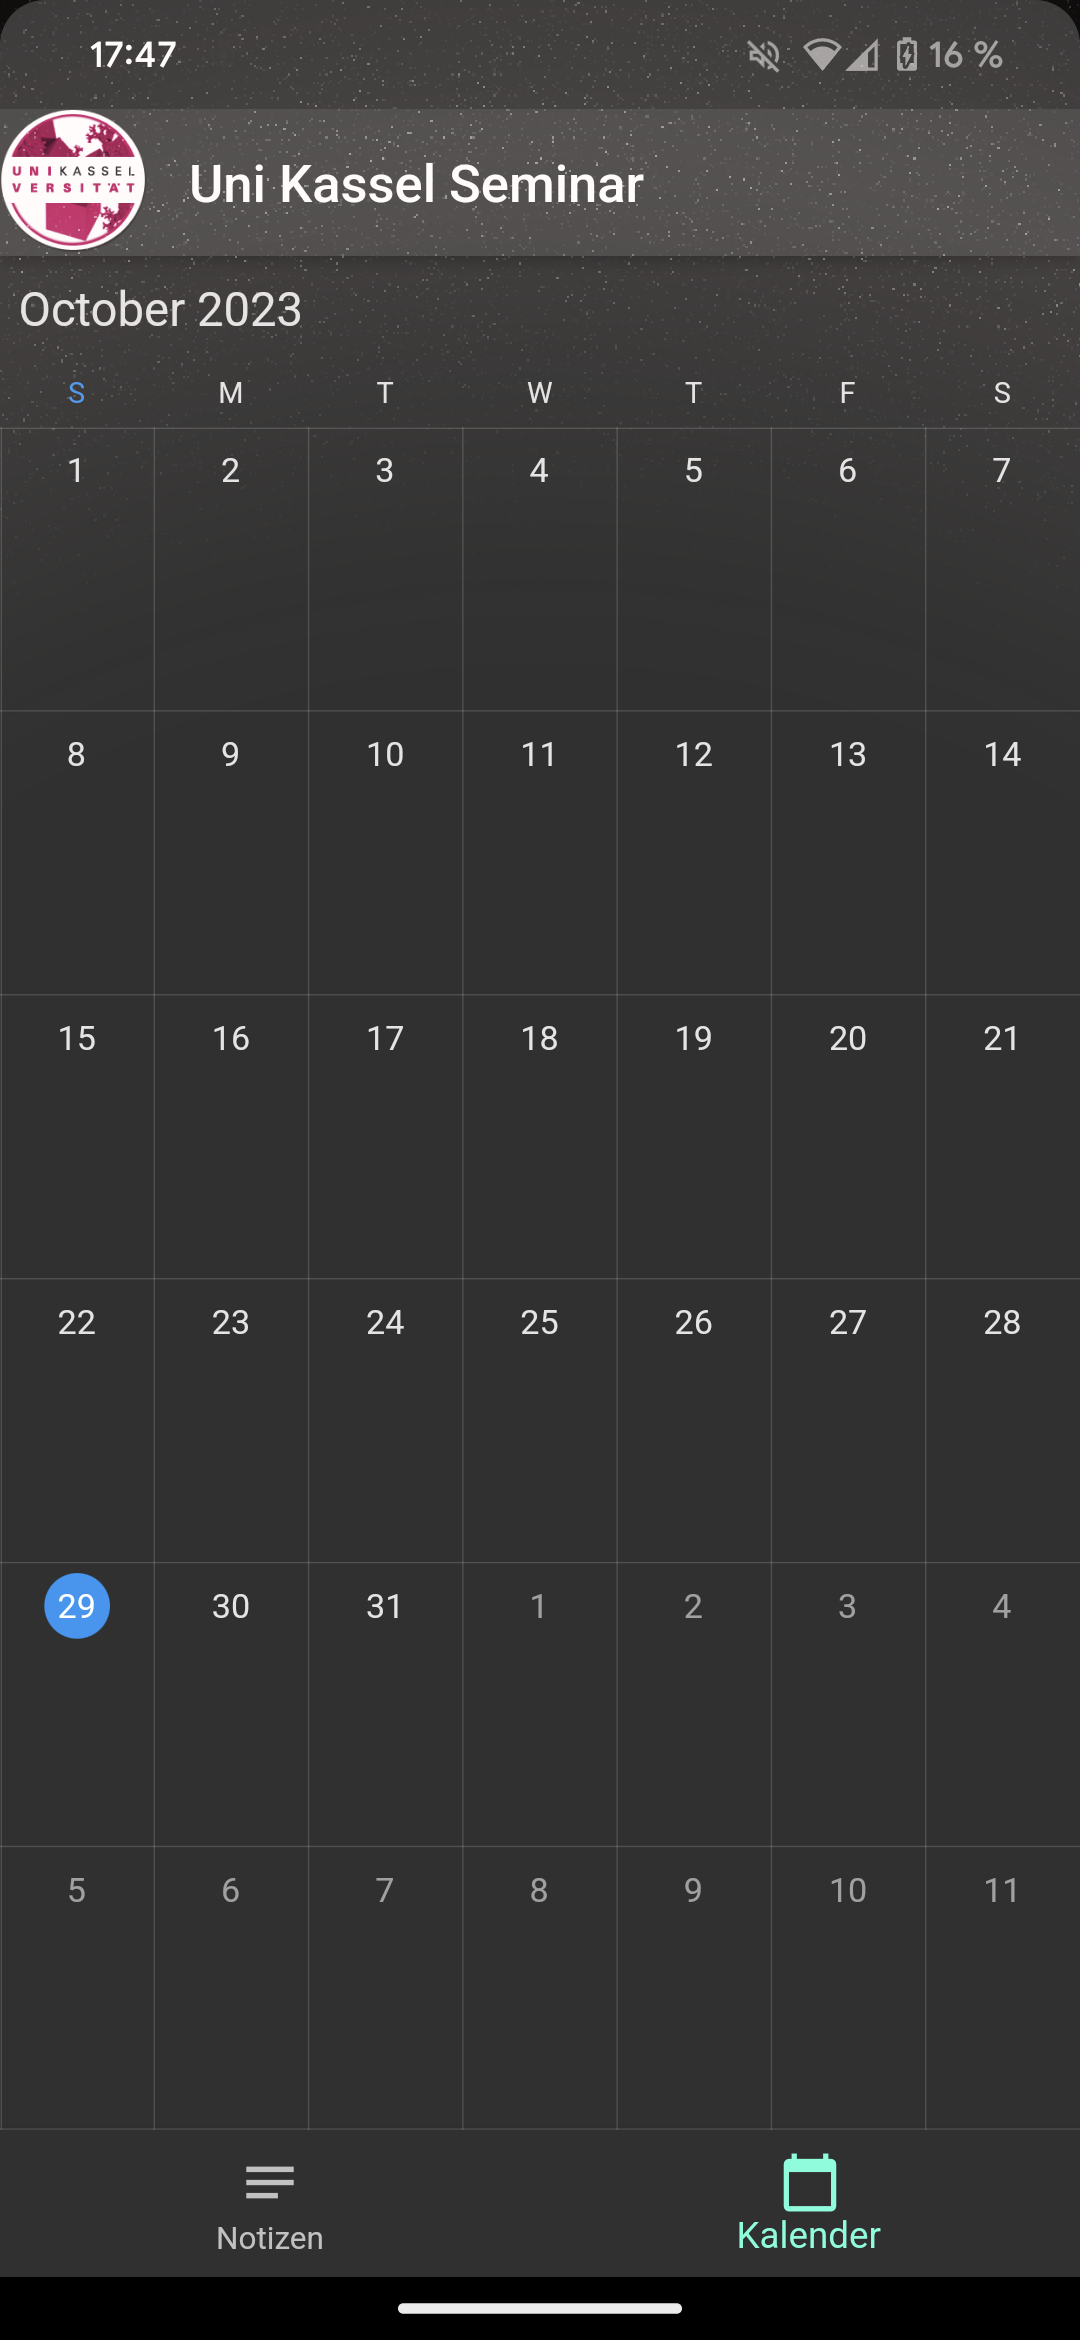 17:47 16 %
UNIKASSEL
VERSITÄT
Uni Kassel Seminar
October 2023
S M T W T F S
1 2 3 4 5 6 7
8 9 10 11 12 13 14
15 16 17 18 19 20 21
22 23 24 25 26 27 28
29 30 31 1 2 3 4
5 6 7 8 9 10 11
Notizen Kalender